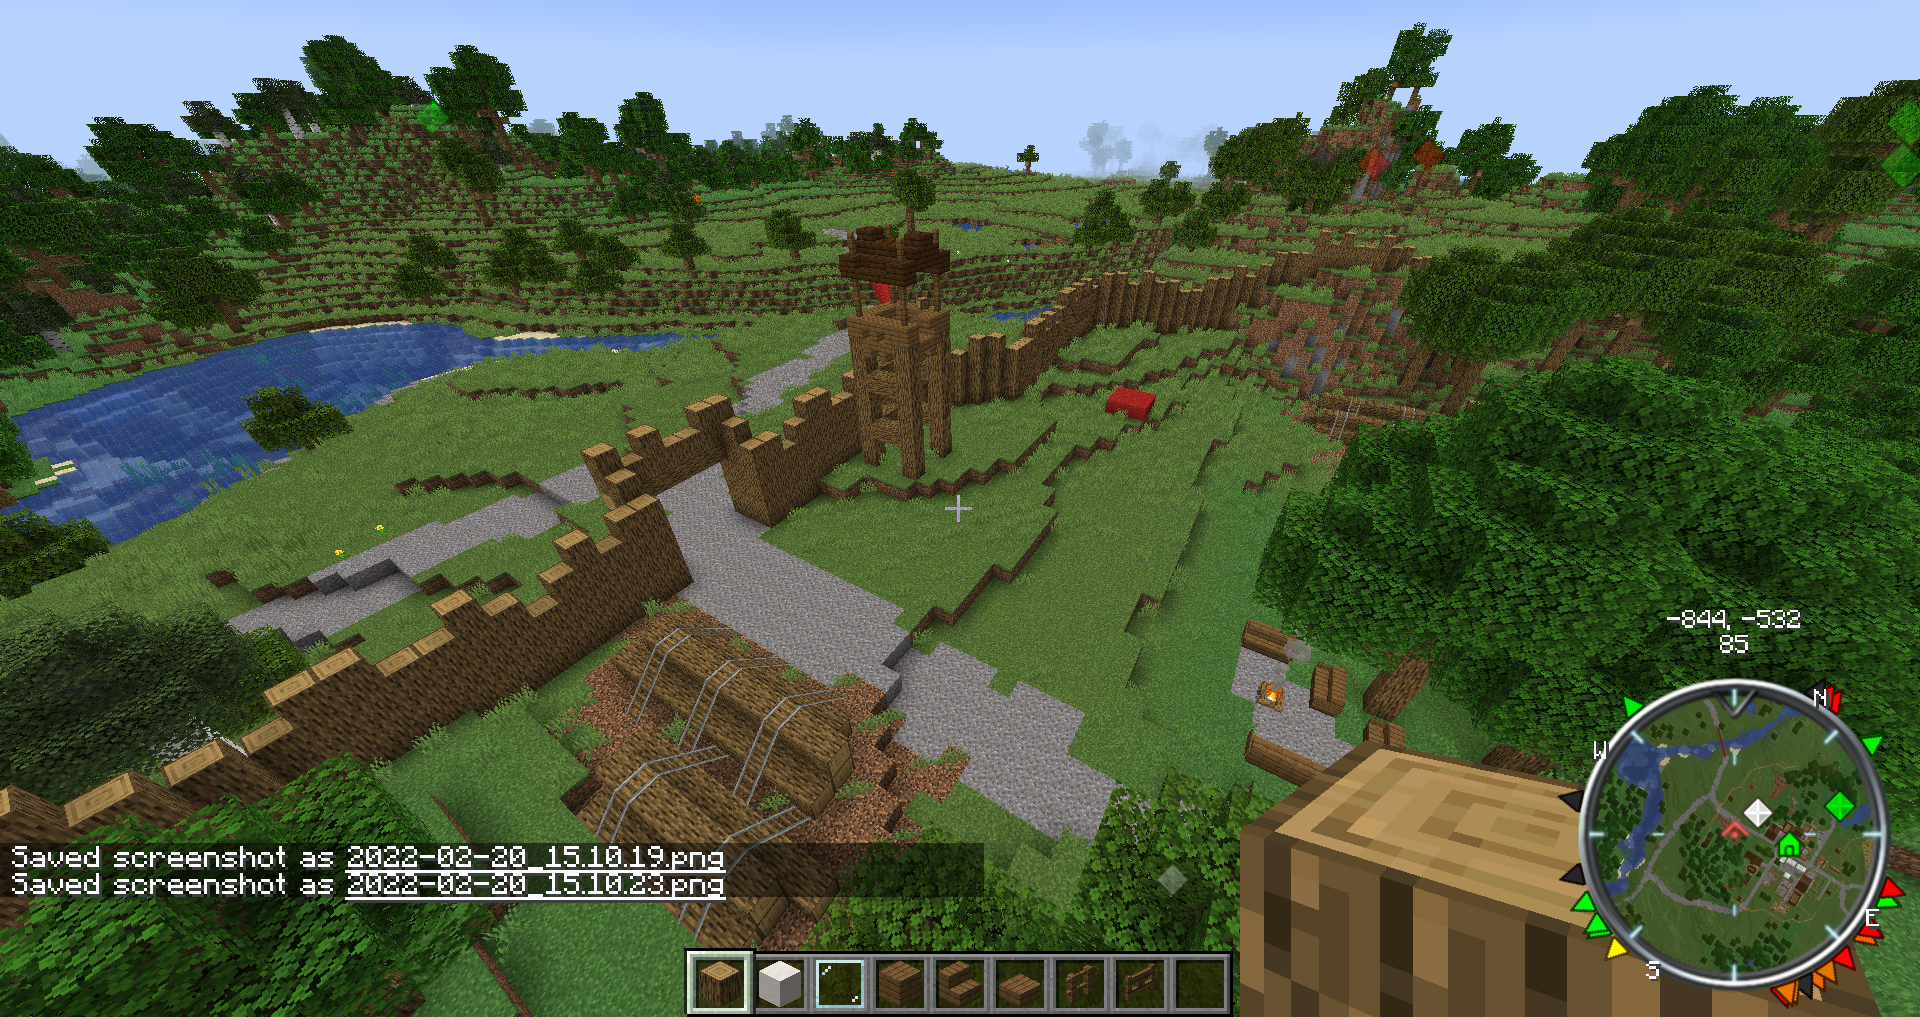 -844, -532
85
N
W
E
S
Saved screenshot as 2022-02-20_15.10.19.png
Saved screenshot as 2022-02-20_15.10.23.png